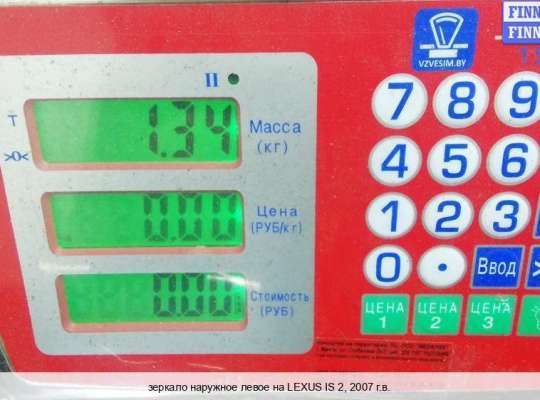 FINN
FINN
VZVESIM.BY
II
T
1.34
Масса
(кг)
>0<
0.00
Цена
(РУБ/кг)
0.00
Стоимость
(РУБ)
7 8 9
4 5 6
1 2 3
0 . Ввод
ЦЕНА 1
ЦЕНА 2
ЦЕНА 3
зеркало наружное левое на LEXUS IS 2, 2007 г.в.